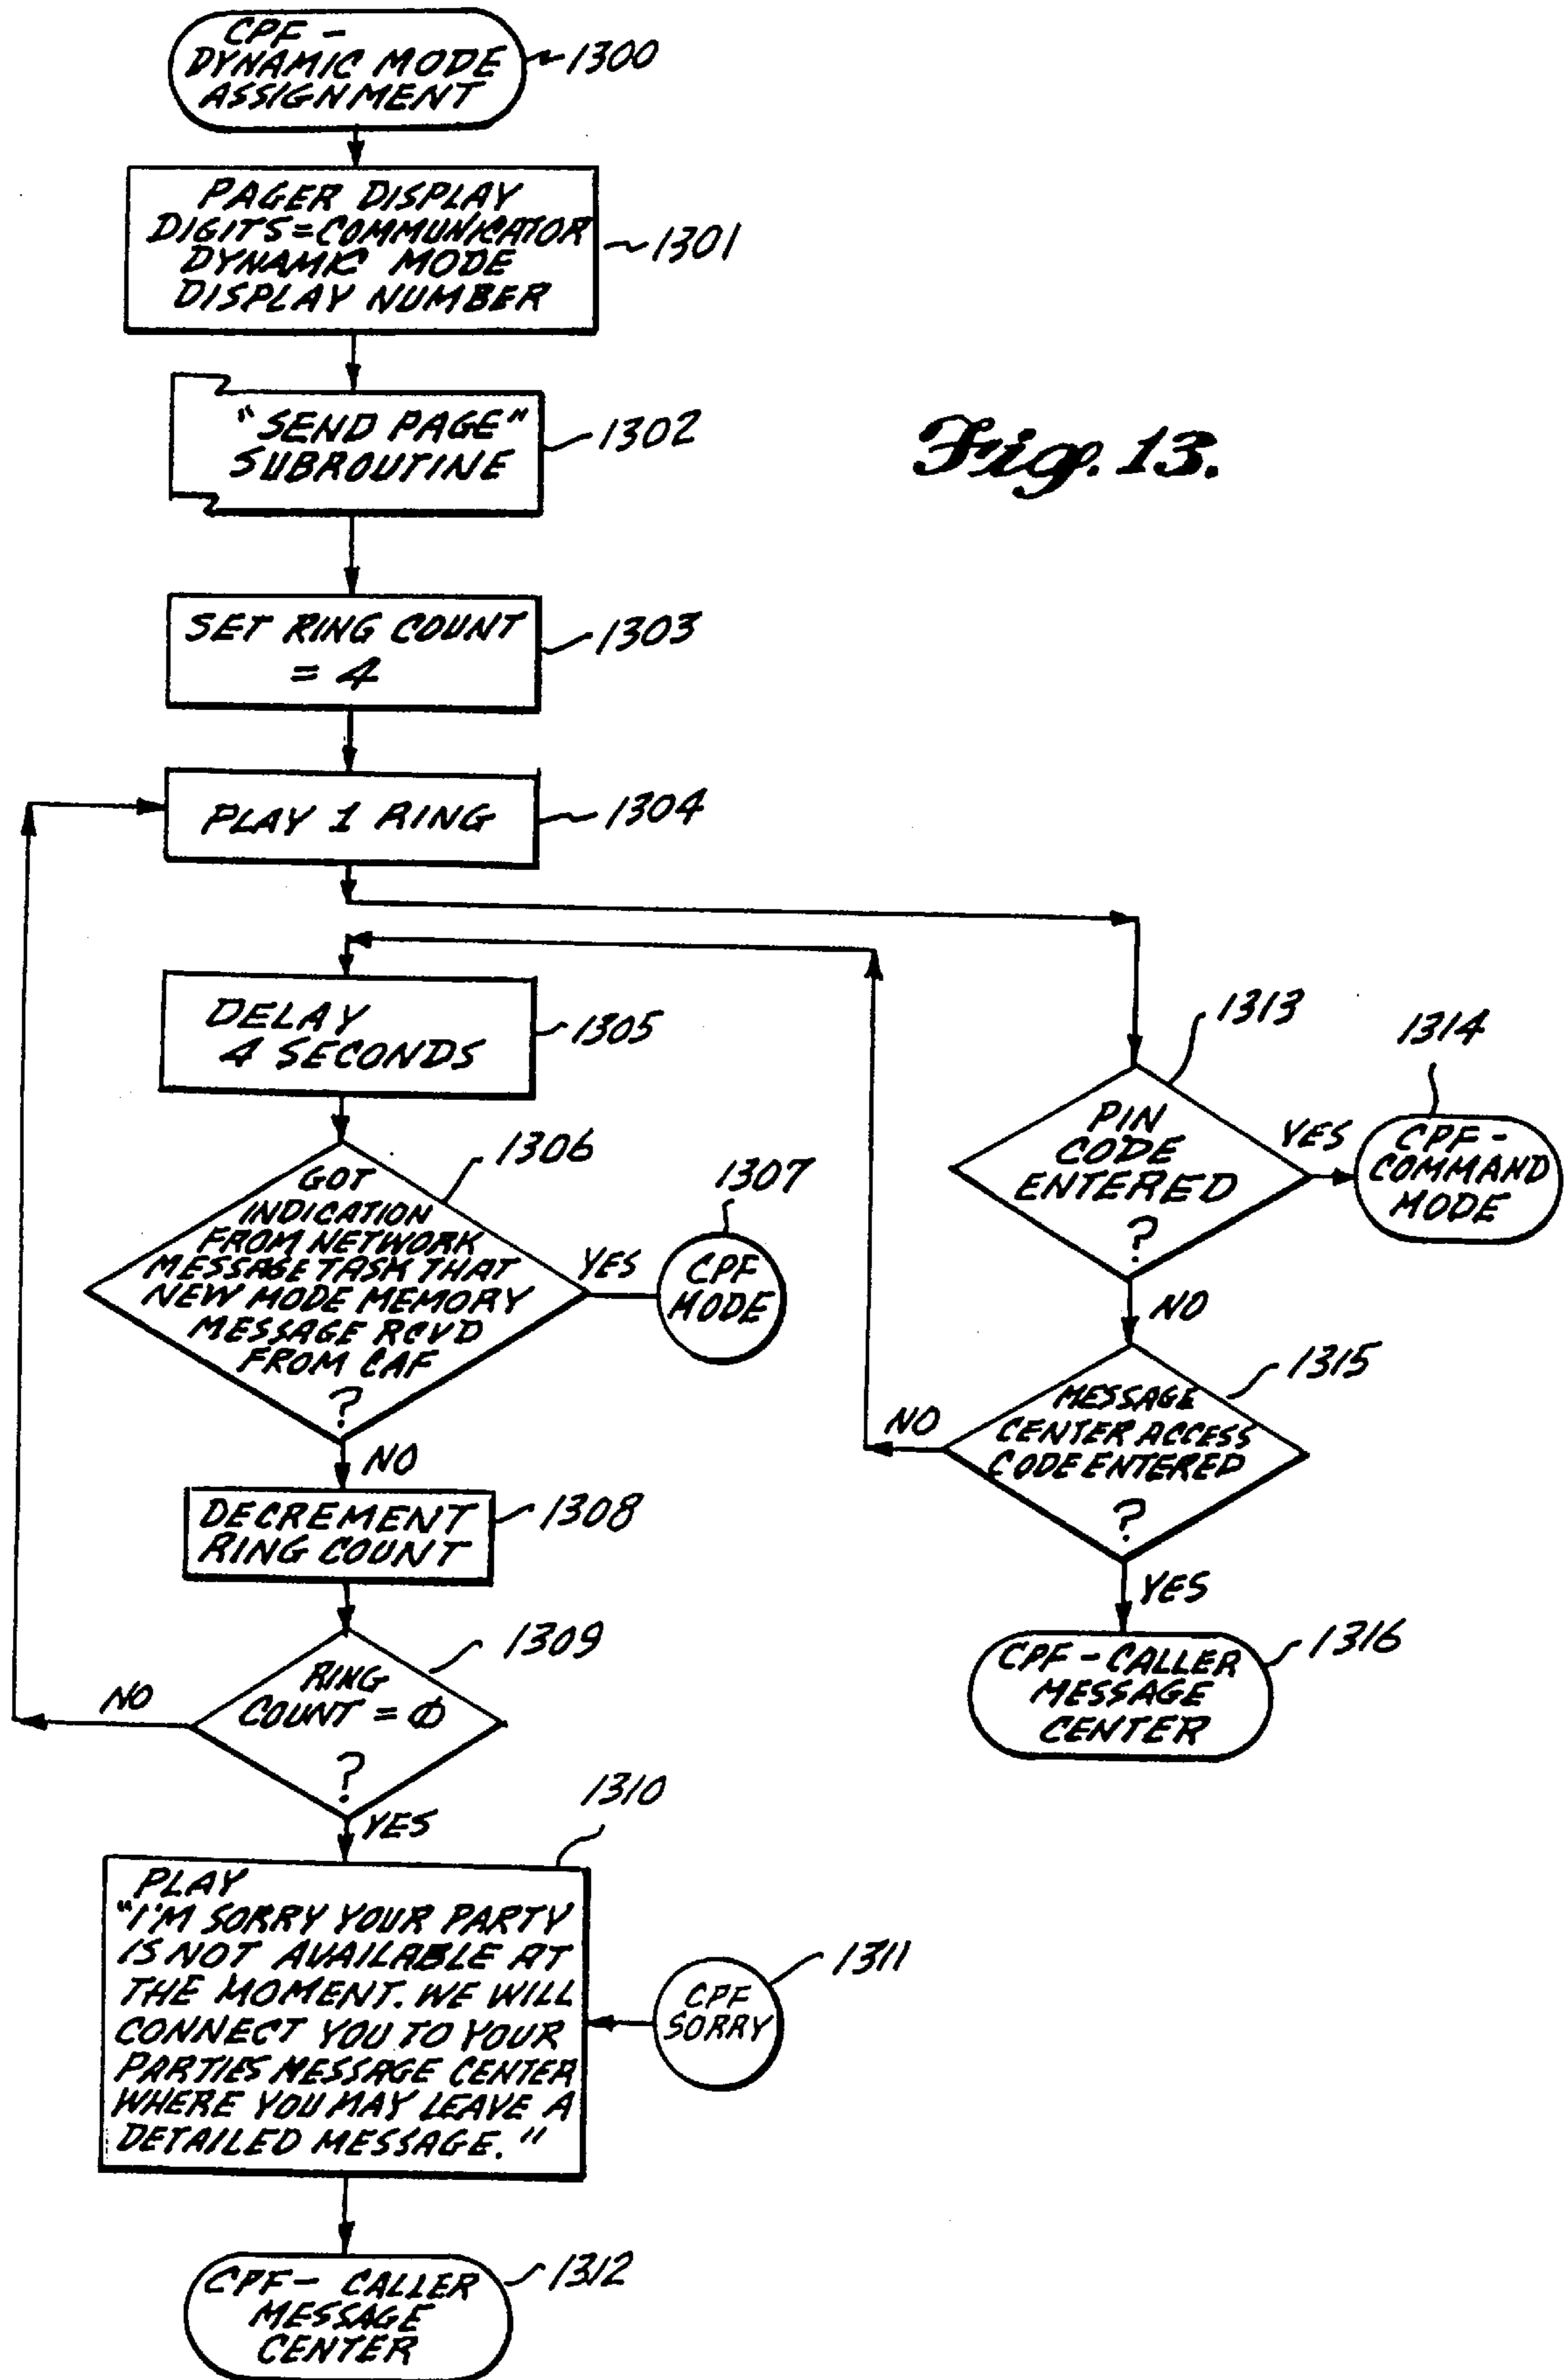 CPF -
DYNAMIC MODE
ASSIGNMENT
1300
PAGER DISPLAY
DIGITS = COMMUNICATOR
DYNAMIC MODE
DISPLAY NUMBER
1301
"SEND PAGE"
SUBROUTINE
1302
Fig. 13.
SET RING COUNT
= 4
1303
PLAY 1 RING
1304
DELAY
4 SECONDS
1305
GOT
INDICATION
FROM NETWORK
MESSAGE TASK THAT
NEW MODE MEMORY
MESSAGE RCVD
FROM CAF
?
1306
YES
CPF
MODE
1307
NO
DECREMENT
RING COUNT
1308
RING
COUNT = Ø
?
1309
NO
YES
PLAY
"I'M SORRY YOUR PARTY
IS NOT AVAILABLE AT
THE MOMENT. WE WILL
CONNECT YOU TO YOUR
PARTIES MESSAGE CENTER
WHERE YOU MAY LEAVE A
DETAILED MESSAGE."
1310
CPF
SORRY
1311
CPF - CALLER
MESSAGE
CENTER
1312
PIN
CODE
ENTERED
?
1313
YES
CPF -
COMMAND
MODE
1314
NO
MESSAGE
CENTER ACCESS
CODE ENTERED
?
1315
NO
YES
CPF - CALLER
MESSAGE
CENTER
1316